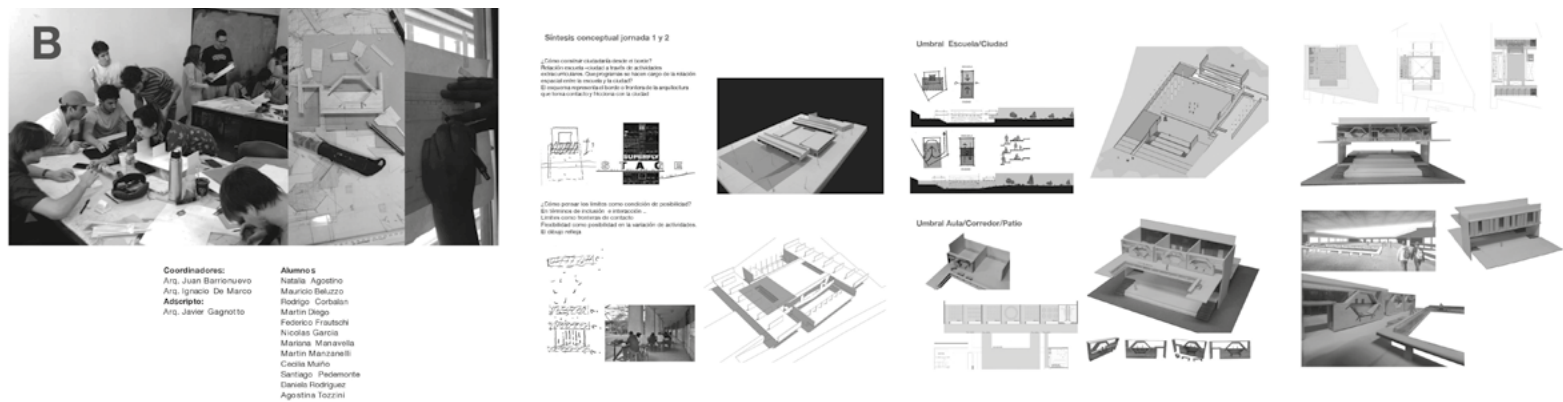 B
Coordinadores:
Arq. Juan Barrionuevo
Arq. Ignacio De Marco
Adscripto:
Arq. Javier Gagnotto
Alumnos
Natalia Agostino
Mauricio Beluzzo
Rodrigo Corbalan
Martin Diego
Federico Frautschi
Nicolas Garcia
Mariana Manavella
Martin Manzanelli
Cecilia Muiño
Santiago Pedemonte
Daniela Rodriguez
Agostina Tozzini
Síntesis conceptual jornada 1 y 2
¿Cómo construir ciudadanía desde el borde?
Relación escuela -ciudad a través de actividades
extracurriculares. Que programas se hacen cargo de la relación
espacial entre la escuela y la ciudad?
El esquema representa el borde o frontera de la arquitectura
que toma contacto y fricciona con la ciudad
SUPERFLY
STAGE
¿Cómo pensar los límites como condición de posibilidad?
En términos de inclusión e interacción ..
Limites como fronteras de contacto
Flexibilidad como posibilidad en la variación de actividades.
El dibujo refleja
Umbral Escuela/Ciudad
Umbral Aula/Corredor/Patio